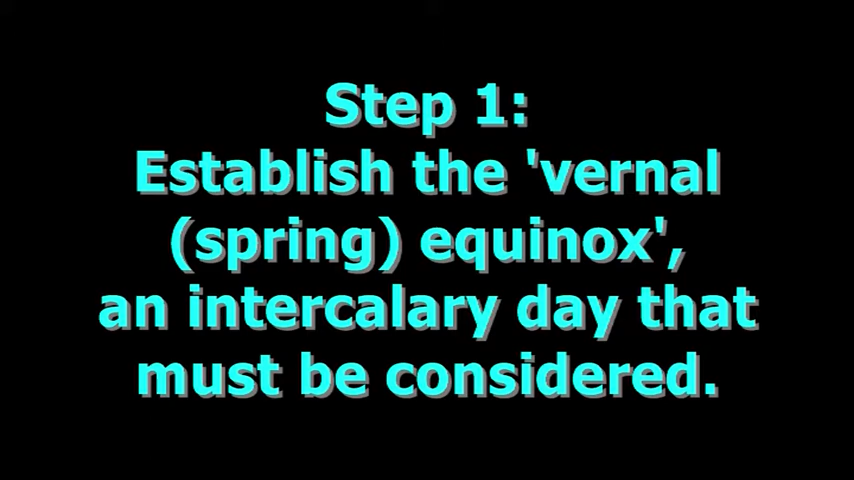 Step 1:
Establish the 'vernal
(spring) equinox',
an intercalary day that
must be considered.